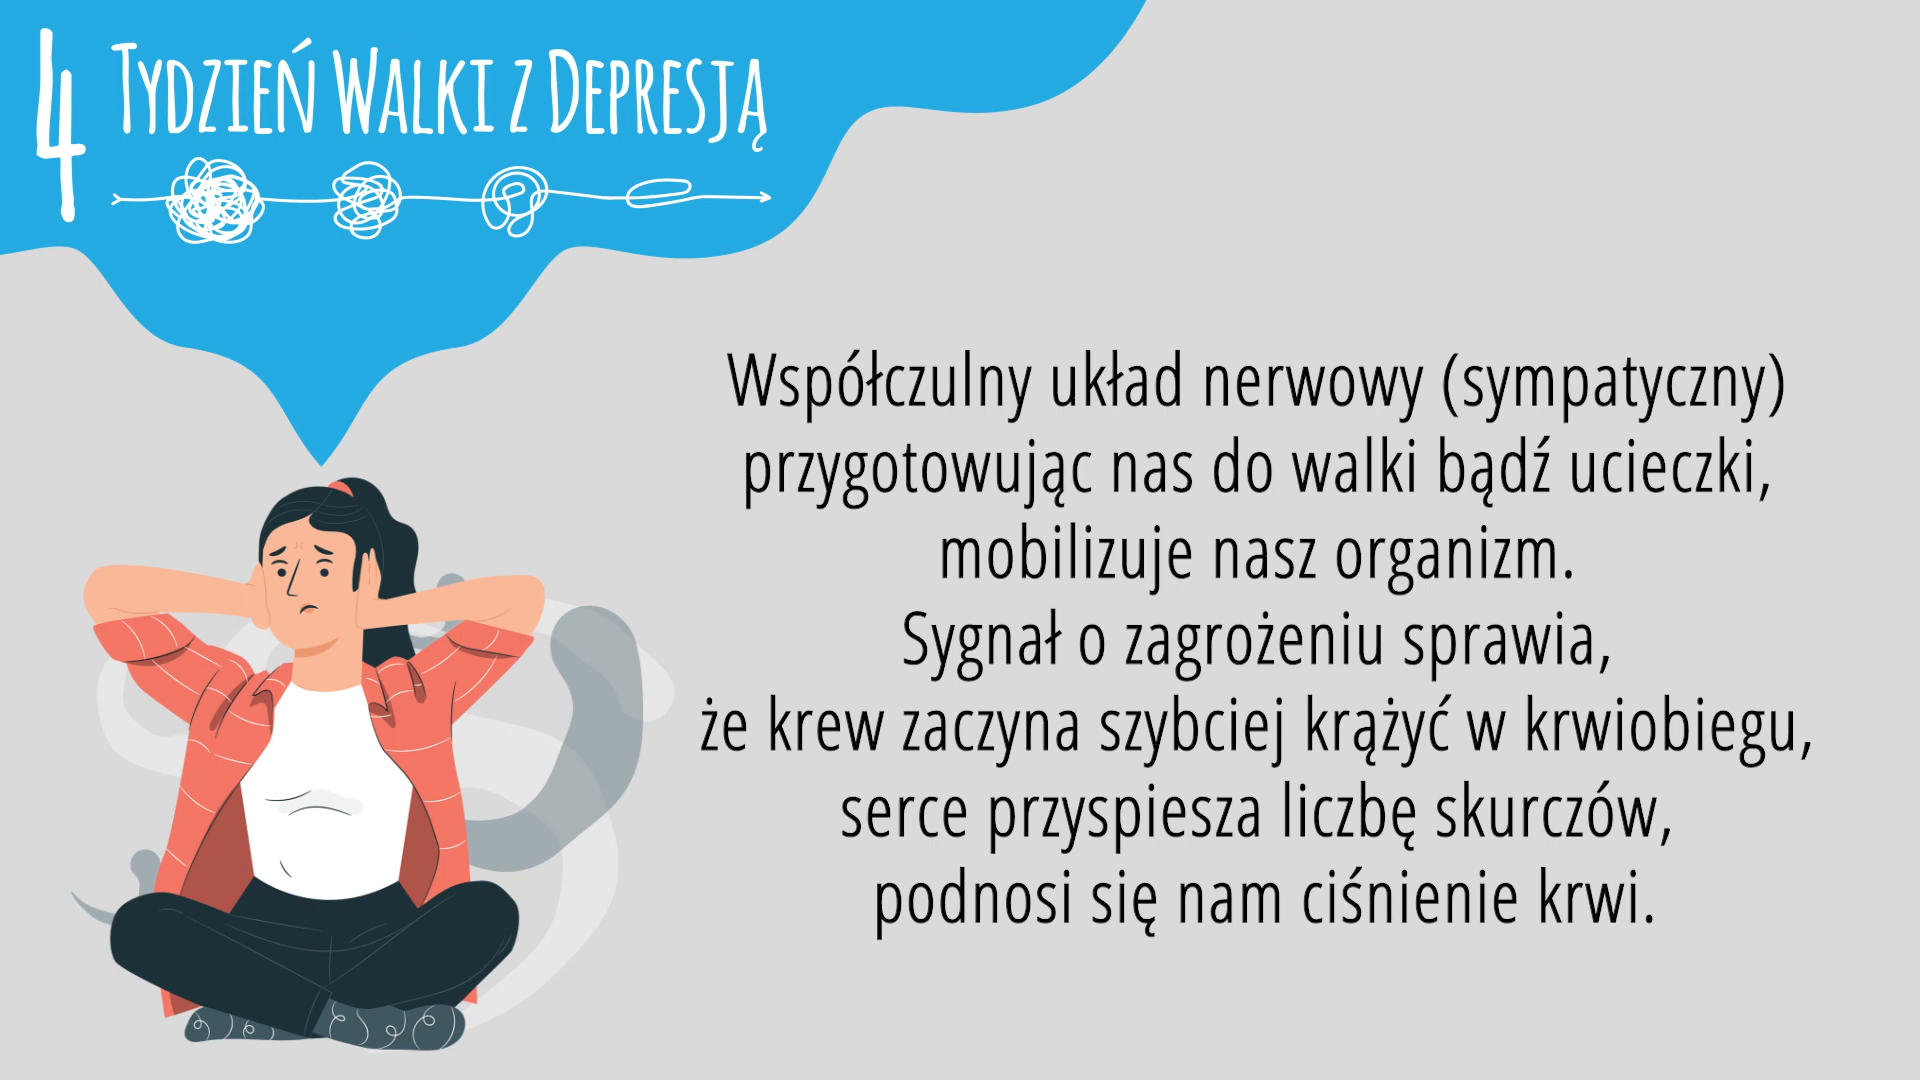 4 Tydzień Walki z Depresją
Współczulny układ nerwowy (sympatyczny)
przygotowując nas do walki bądź ucieczki,
mobilizuje nasz organizm.
Sygnał o zagrożeniu sprawia,
że krew zaczyna szybciej krążyć w krwiobiegu,
serce przyspiesza liczbę skurczów,
podnosi się nam ciśnienie krwi.